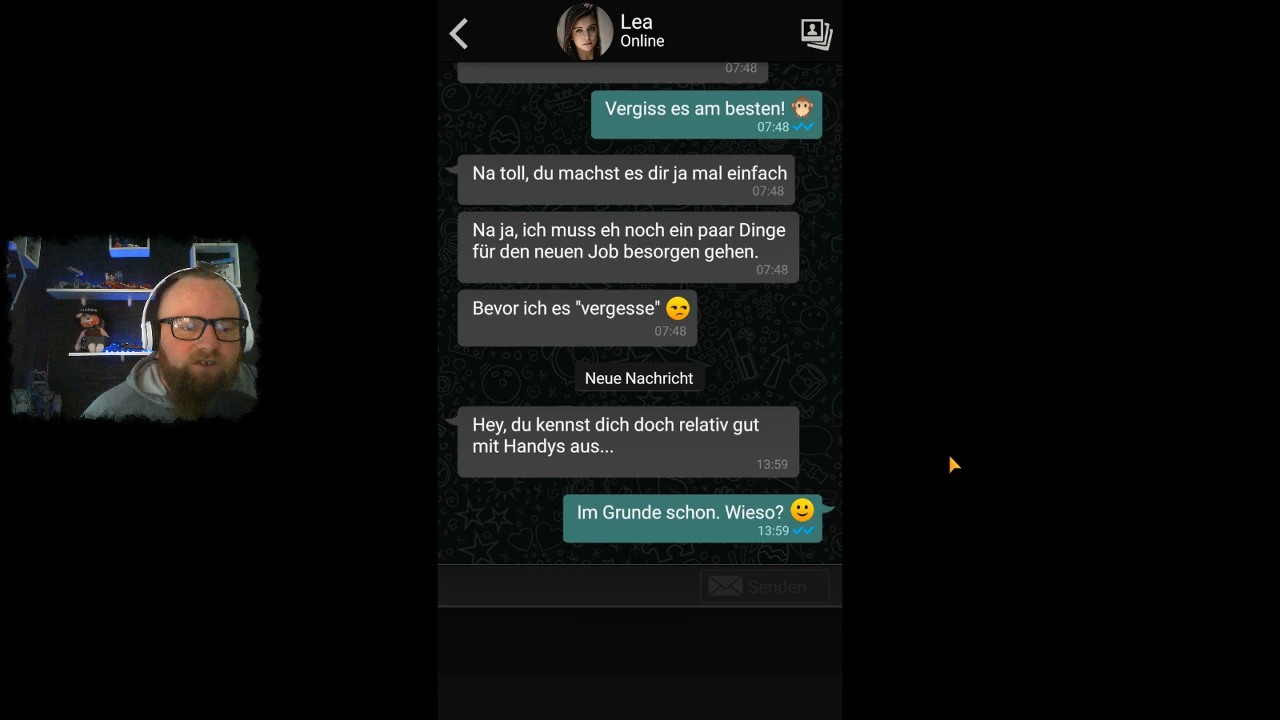 Lea
Online
07:48
Vergiss es am besten! 🙊
07:48
Na toll, du machst es dir ja mal einfach
07:48
Na ja, ich muss eh noch ein paar Dinge
für den neuen Job besorgen gehen.
07:48
Bevor ich es "vergesse" 😒
07:48
Neue Nachricht
Hey, du kennst dich doch relativ gut
mit Handys aus...
13:59
Im Grunde schon. Wieso? 🙂
13:59
Senden